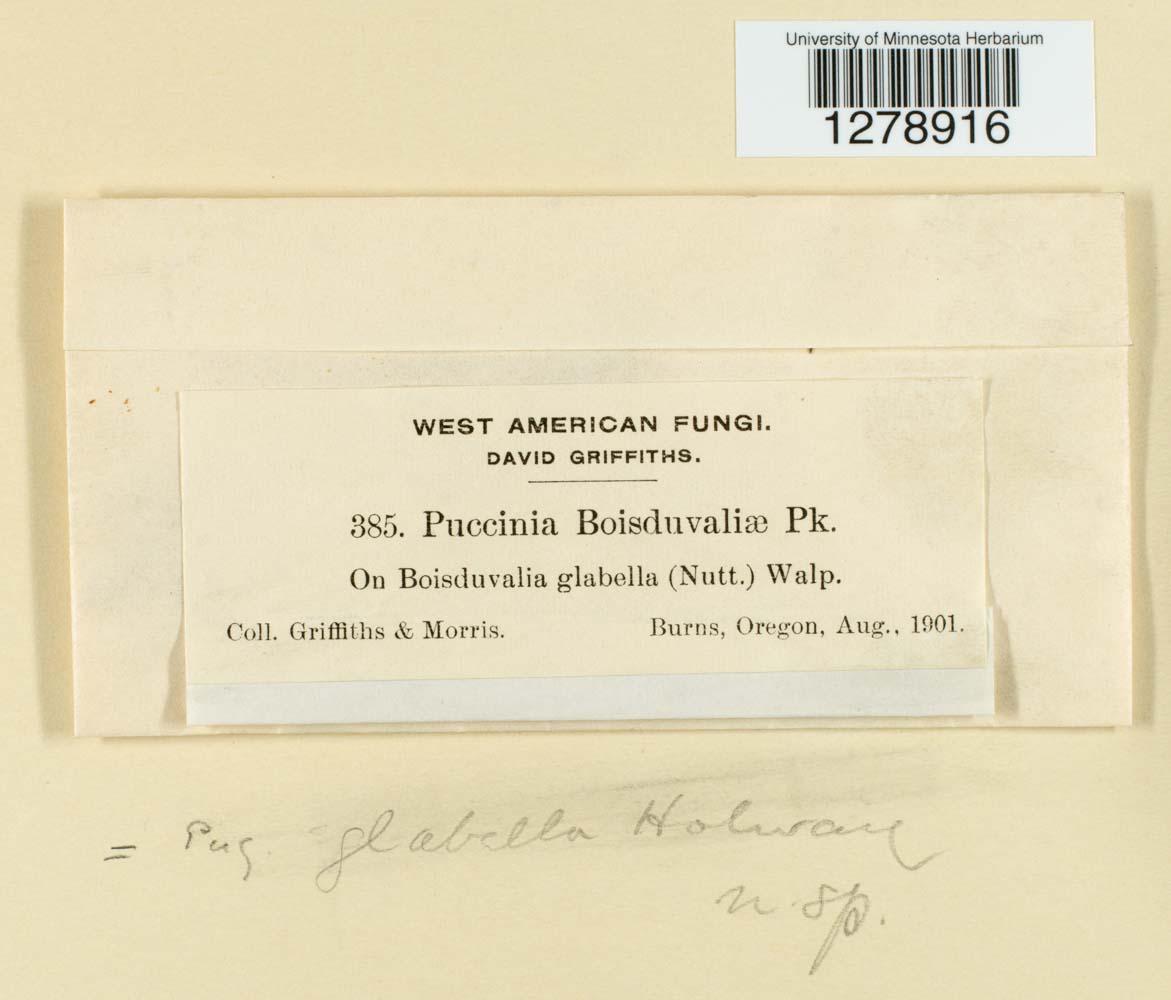 University of Minnesota Herbarium
1278916
WEST AMERICAN FUNGI.
DAVID GRIFFITHS.
385. Puccinia Boisduvaliæ Pk.
On Boisduvalia glabella (Nutt.) Walp.
Coll. Griffiths & Morris. Burns, Oregon, Aug., 1901.
= glabella Holway
n. sp.